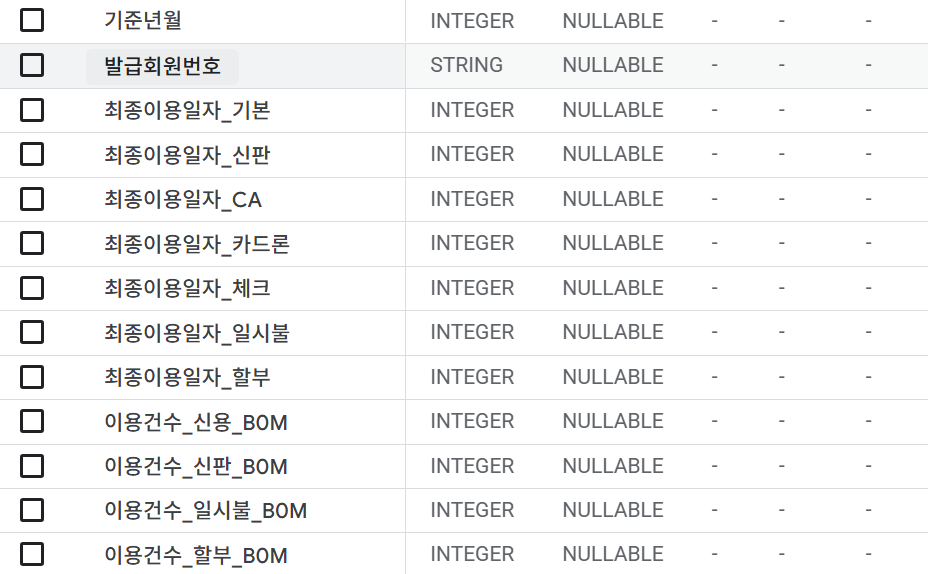 기준년월 INTEGER NULLABLE - - -
발급회원번호 STRING NULLABLE - - -
최종이용일자_기본 INTEGER NULLABLE - - -
최종이용일자_신판 INTEGER NULLABLE - - -
최종이용일자_CA INTEGER NULLABLE - - -
최종이용일자_카드론 INTEGER NULLABLE - - -
최종이용일자_체크 INTEGER NULLABLE - - -
최종이용일자_일시불 INTEGER NULLABLE - - -
최종이용일자_할부 INTEGER NULLABLE - - -
이용건수_신용_B0M INTEGER NULLABLE - - -
이용건수_신판_B0M INTEGER NULLABLE - - -
이용건수_일시불_B0M INTEGER NULLABLE - - -
이용건수_할부_B0M INTEGER NULLABLE - - -